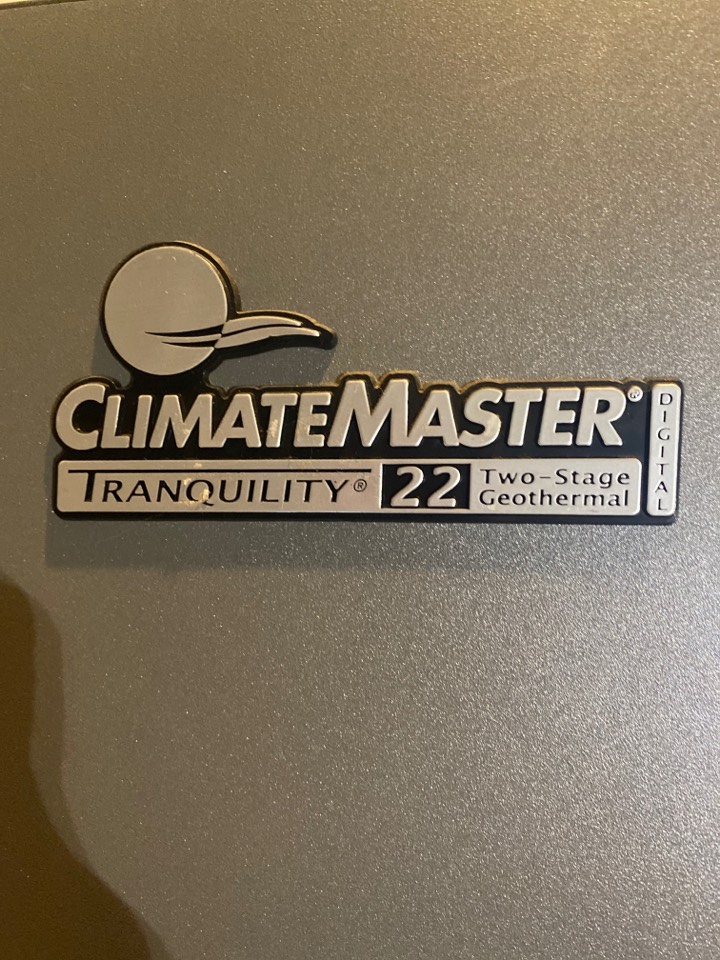 CLIMATEMASTER®
TRANQUILITY® 22 Two-Stage
Geothermal
DIGITAL